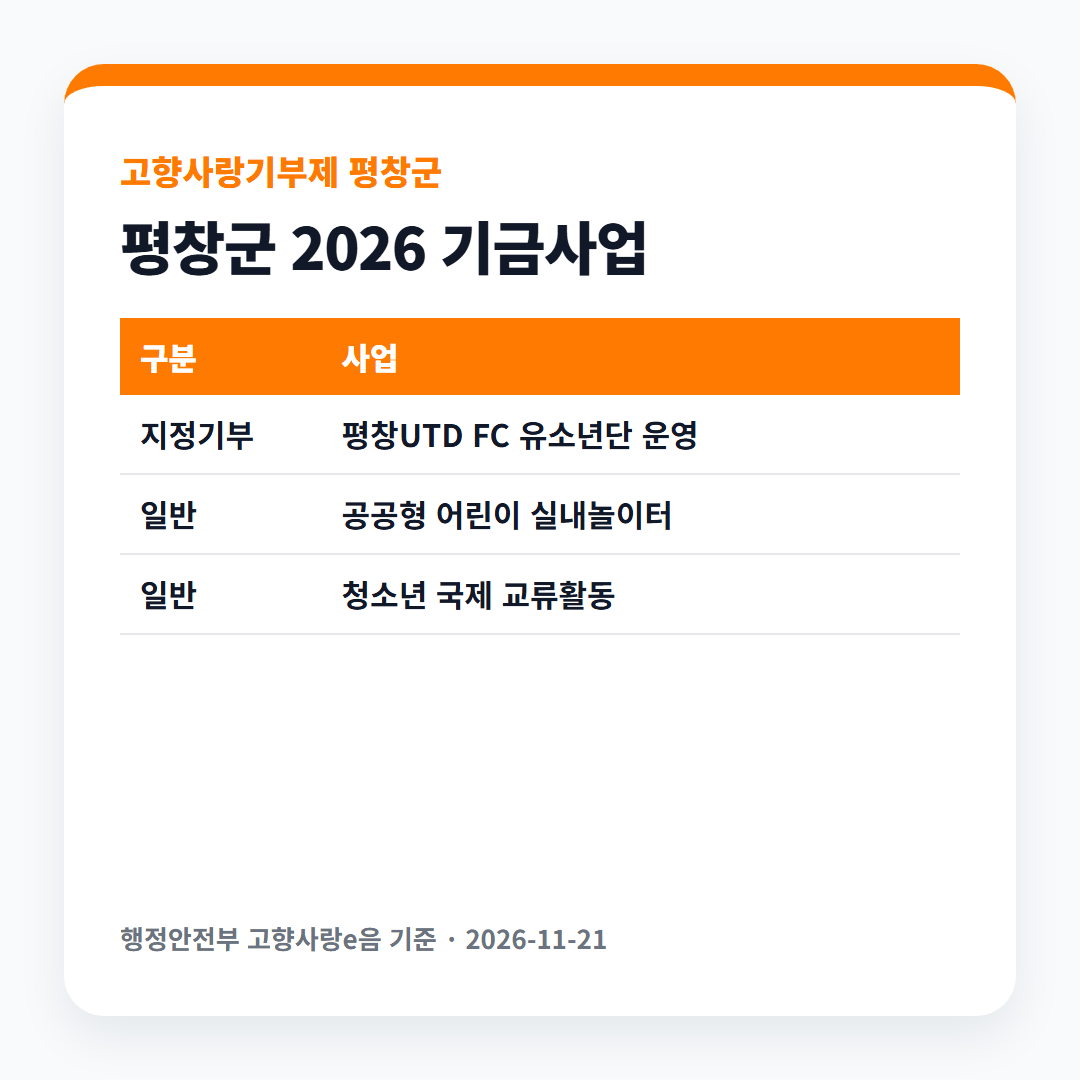 고향사랑기부제 평창군
평창군 2026 기금사업
구분 사업
지정기부 평창UTD FC 유소년단 운영
일반 공공형 어린이 실내놀이터
일반 청소년 국제 교류활동
행정안전부 고향사랑e음 기준 · 2026-11-21